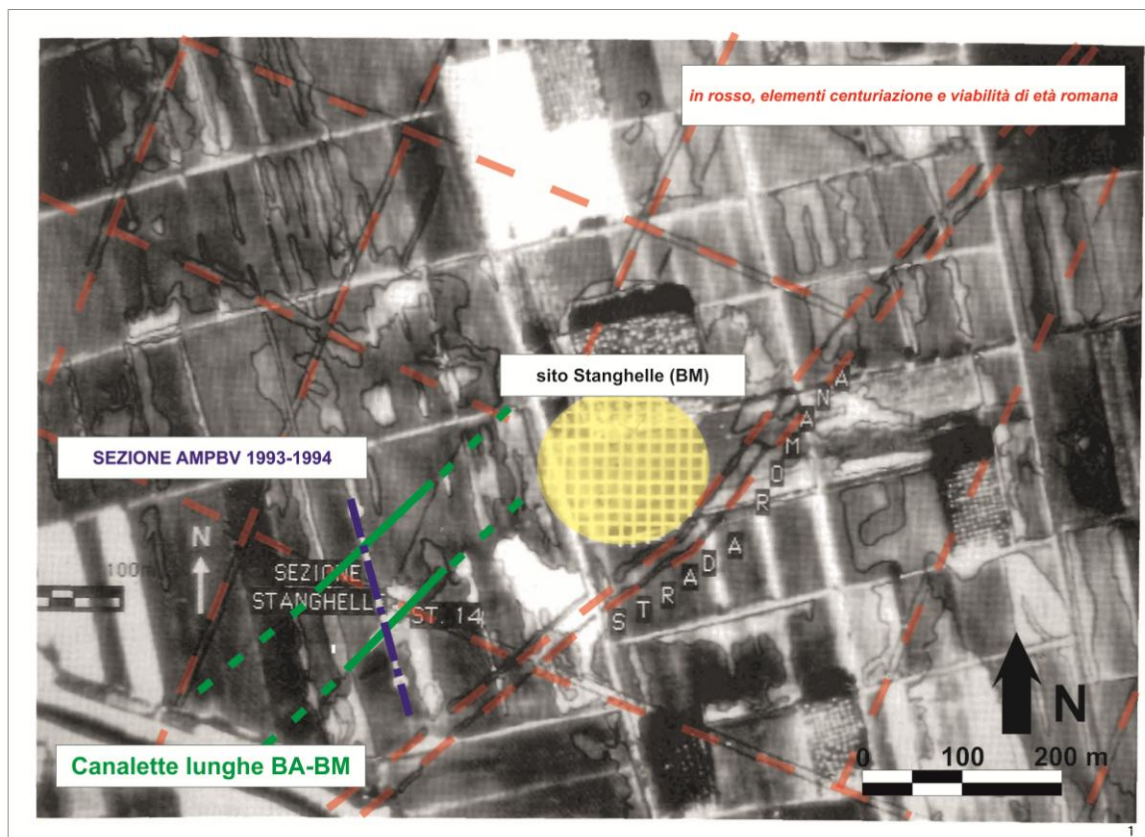 in rosso, elementi centuriazione e viabilità di età romana
sito Stanghelle (BM)
SEZIONE AMPBV 1993-1994
STRADA ROMANA
N
100m
SEZIONE
STANGHELLE ST. 14
N
Canalette lunghe BA-BM
0 100 200 m
1